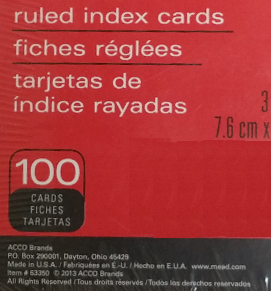 ruled index cards
fiches réglées
tarjetas de
índice rayadas
3
7.6 cm x
100
CARDS
FICHES
TARJETAS
ACCO Brands
P.O. Box 290001, Dayton, Ohio 45429
Made in U.S.A. / Fabriquées en É.-U. / Hecho en E.U.A. www.mead.com
Item # 63350 © 2013 ACCO Brands
All Rights Reserved / Tous droits réservés / Todos los derechos reservados